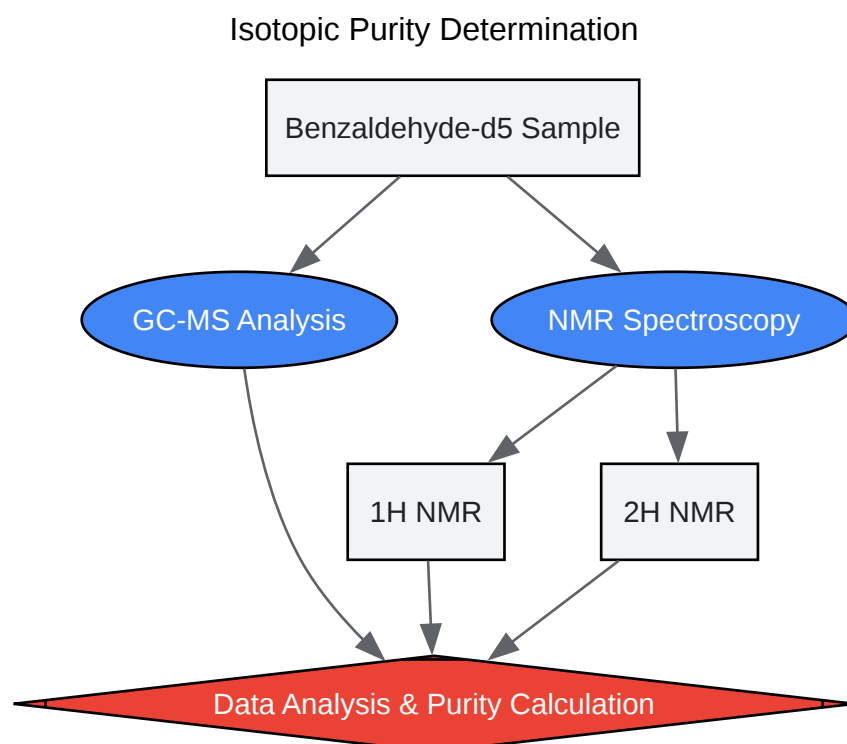 Isotopic Purity Determination
Benzaldehyde-d5 Sample
GC-MS Analysis
NMR Spectroscopy
1H NMR
2H NMR
Data Analysis & Purity Calculation